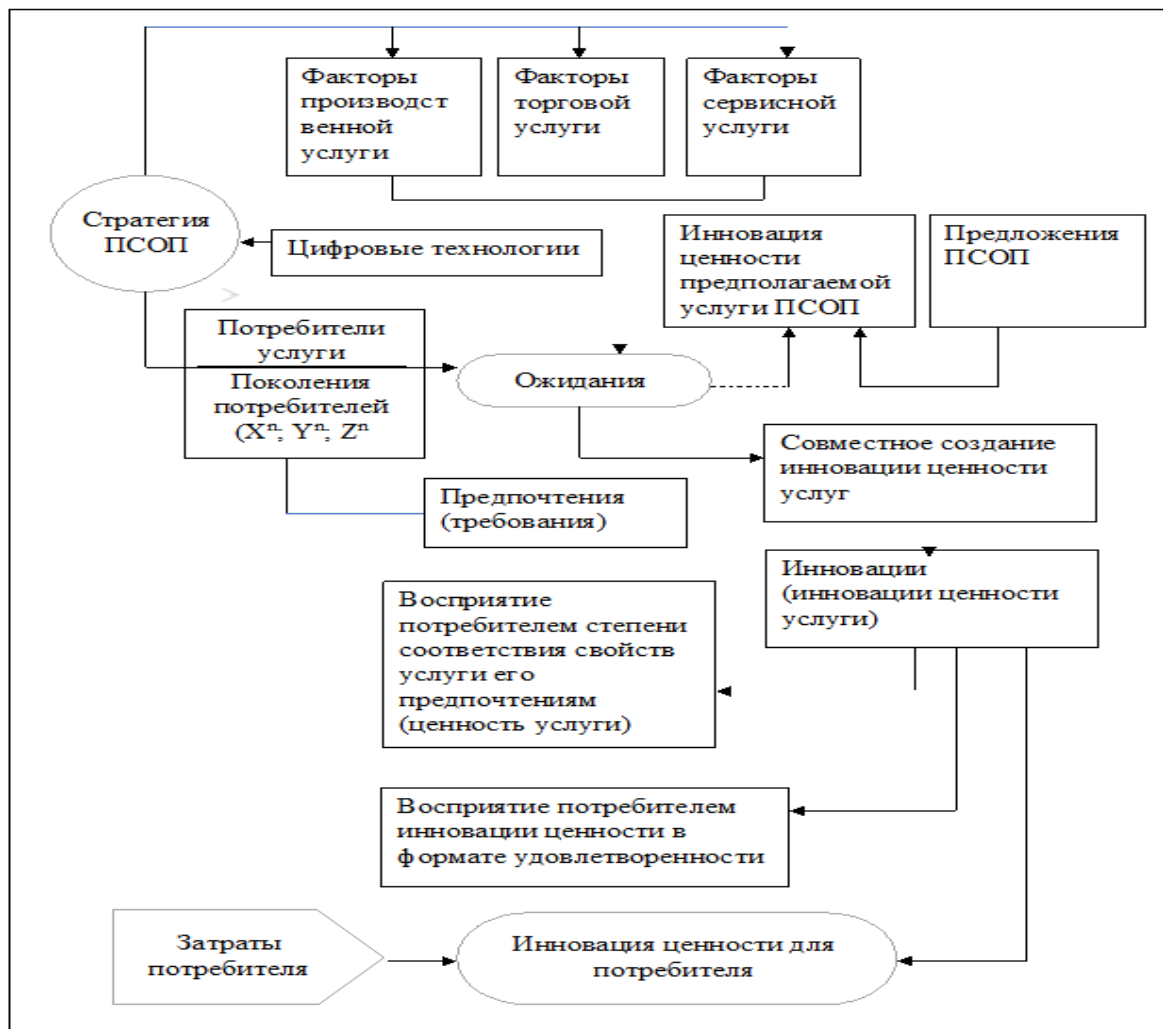 Факторы
производст
венной
услуги
Факторы
торговой
услуги
Факторы
сервисной
услуги
Стратегия
ПСОП
Цифровые технологии
Инновация
ценности
предполагаемой
услуги ПСОП
Предложения
ПСОП
Потребители
услуги
Поколения
потребителей
(Xⁿ; Yⁿ; Zⁿ
Ожидания
Совместное создание
инновации ценности
услуг
Предпочтения
(требования)
Инновации
(инновации ценности
услуги)
Восприятие
потребителем степени
соответствия свойств
услуги его
предпочтениям
(ценность услуги)
Восприятие потребителем
инновации ценности в
формате удовлетворенности
Затраты
потребителя
Инновация ценности для
потребителя